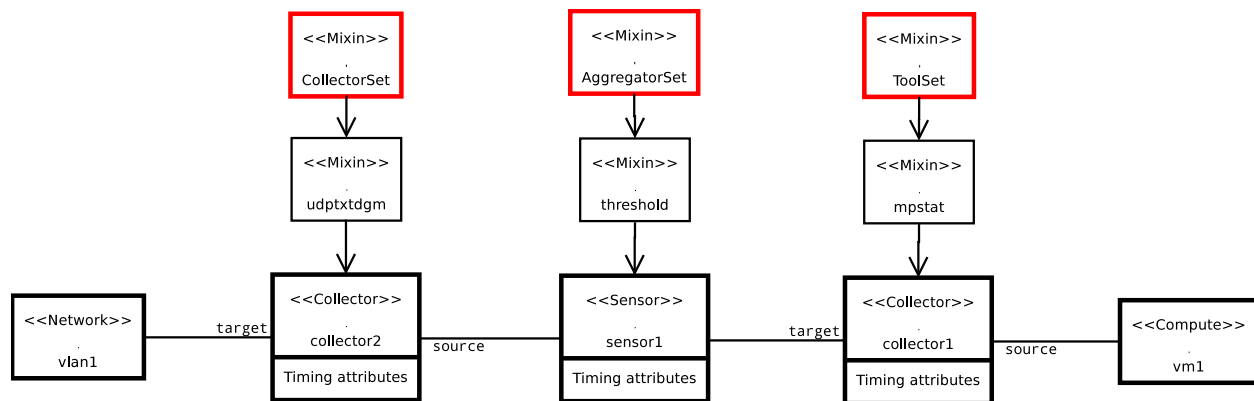 <<Mixin>>
.
CollectorSet
<<Mixin>>
.
AggregatorSet
<<Mixin>>
.
ToolSet
<<Mixin>>
.
udptxtdgm
<<Mixin>>
.
threshold
<<Mixin>>
.
mpstat
<<Network>>
.
vlan1
target
<<Collector>>
.
collector2
Timing attributes
source
<<Sensor>>
.
sensor1
Timing attributes
target
<<Collector>>
.
collector1
Timing attributes
source
<<Compute>>
.
vm1